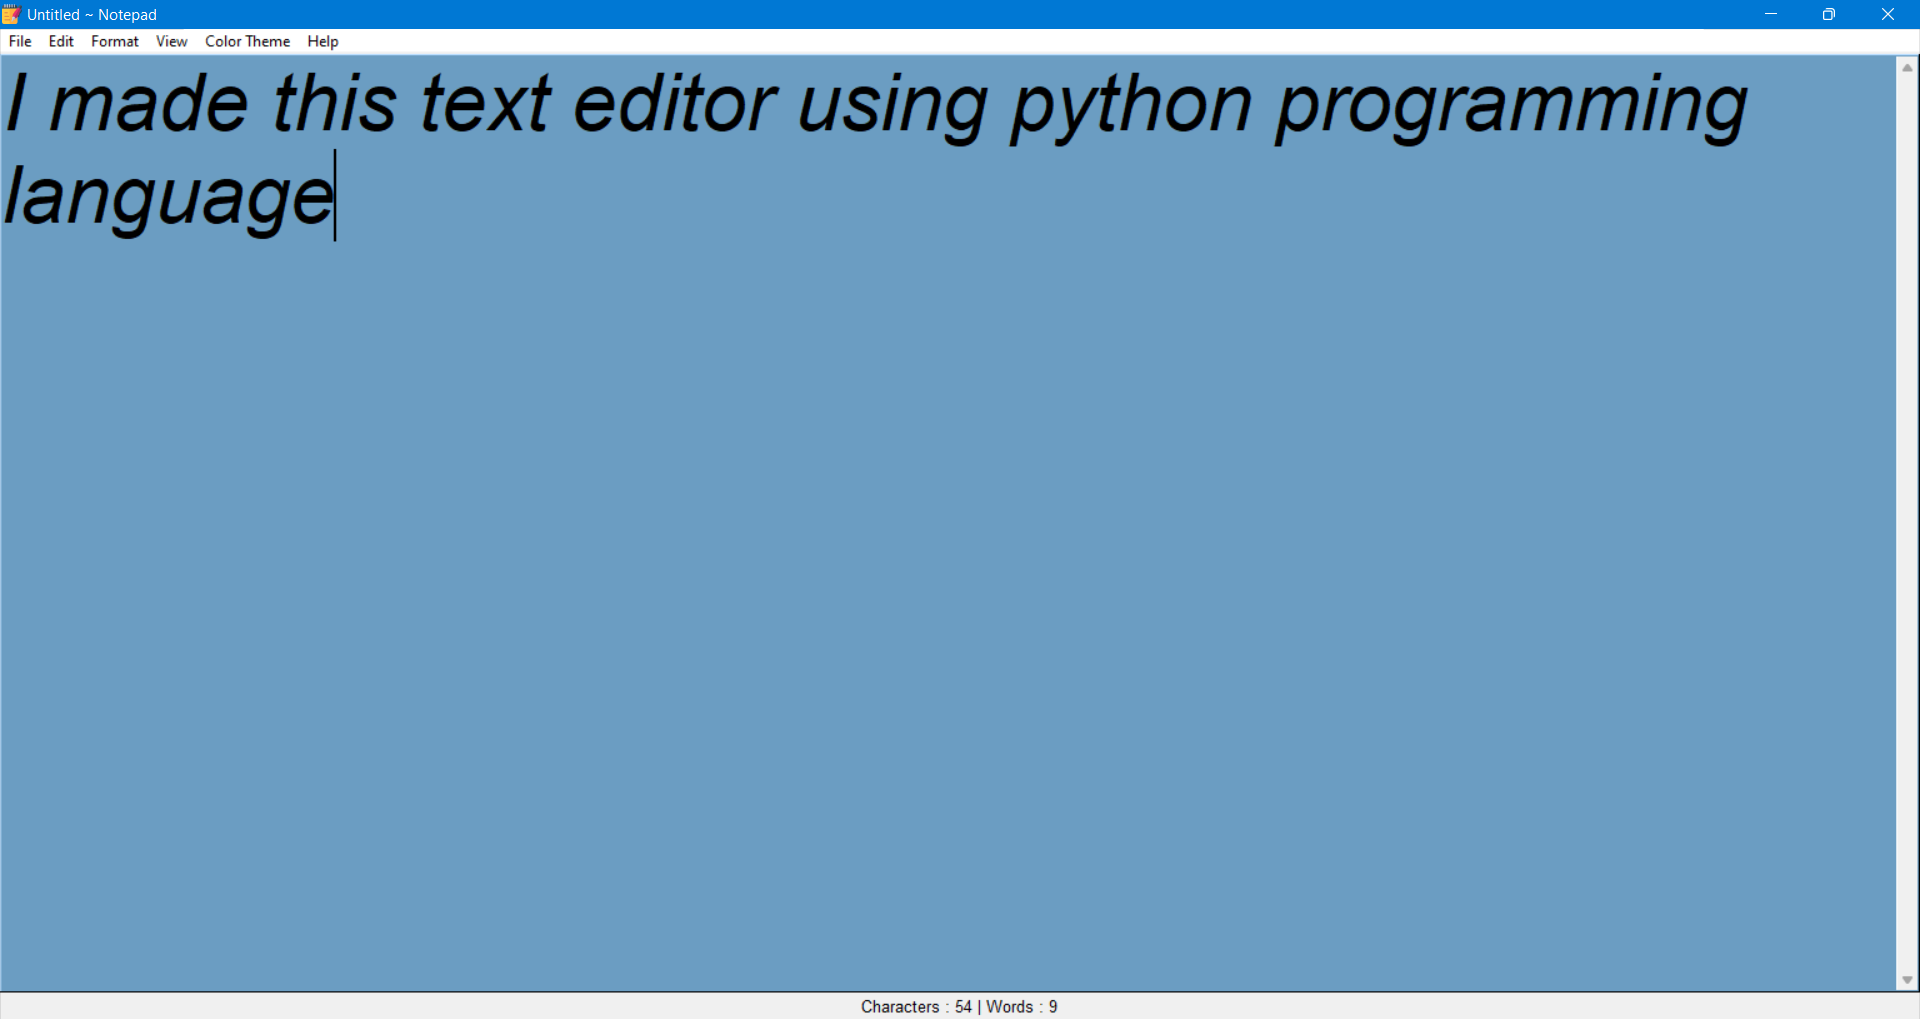 Untitled ~ Notepad
File Edit Format View Color Theme Help
I made this text editor using python programming
language
Characters : 54 | Words : 9